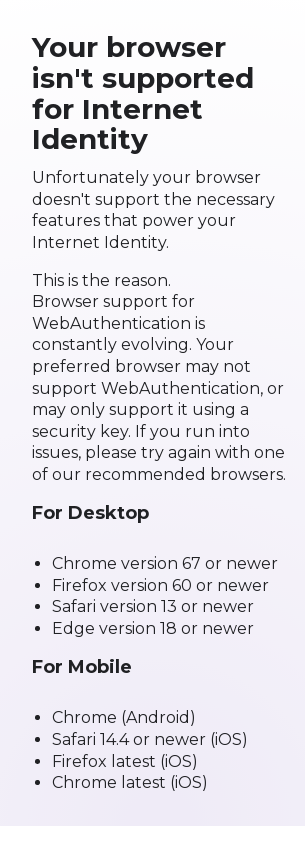 Your browser
isn't supported
for Internet
Identity
Unfortunately your browser
doesn't support the necessary
features that power your
Internet Identity.
This is the reason.
Browser support for
WebAuthentication is
constantly evolving. Your
preferred browser may not
support WebAuthentication, or
may only support it using a
security key. If you run into
issues, please try again with one
of our recommended browsers.
For Desktop
• Chrome version 67 or newer
• Firefox version 60 or newer
• Safari version 13 or newer
• Edge version 18 or newer
For Mobile
• Chrome (Android)
• Safari 14.4 or newer (iOS)
• Firefox latest (iOS)
• Chrome latest (iOS)